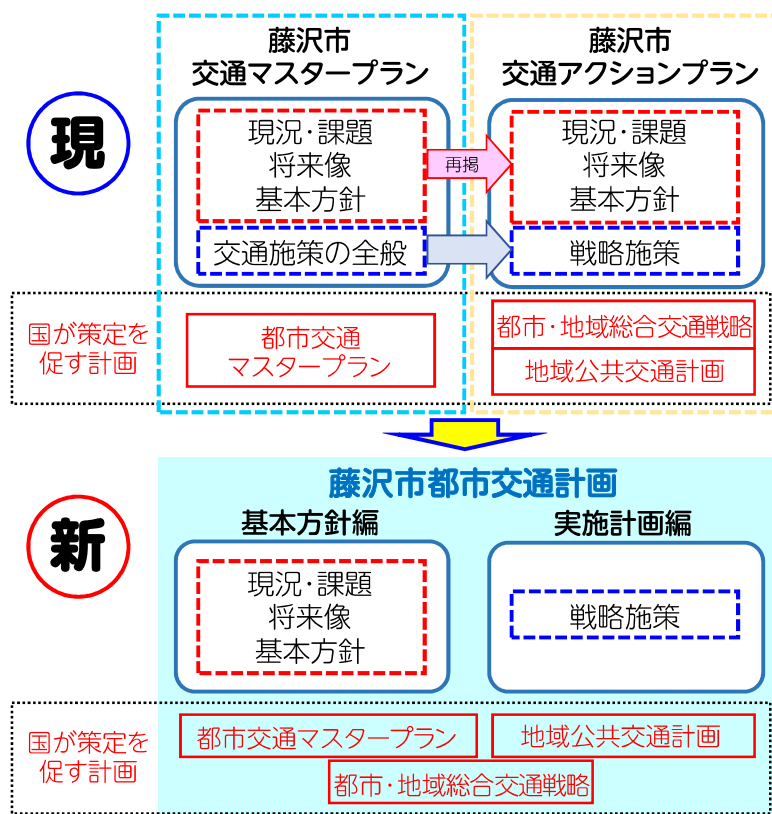 藤沢市
交通マスタープラン
藤沢市
交通アクションプラン
現
現況・課題
将来像
基本方針
再掲
現況・課題
将来像
基本方針
交通施策の全般
戦略施策
国が策定を
促す計画
都市交通
マスタープラン
都市・地域総合交通戦略
地域公共交通計画
藤沢市都市交通計画
新
基本方針編
実施計画編
現況・課題
将来像
基本方針
戦略施策
国が策定を
促す計画
都市交通マスタープラン
地域公共交通計画
都市・地域総合交通戦略